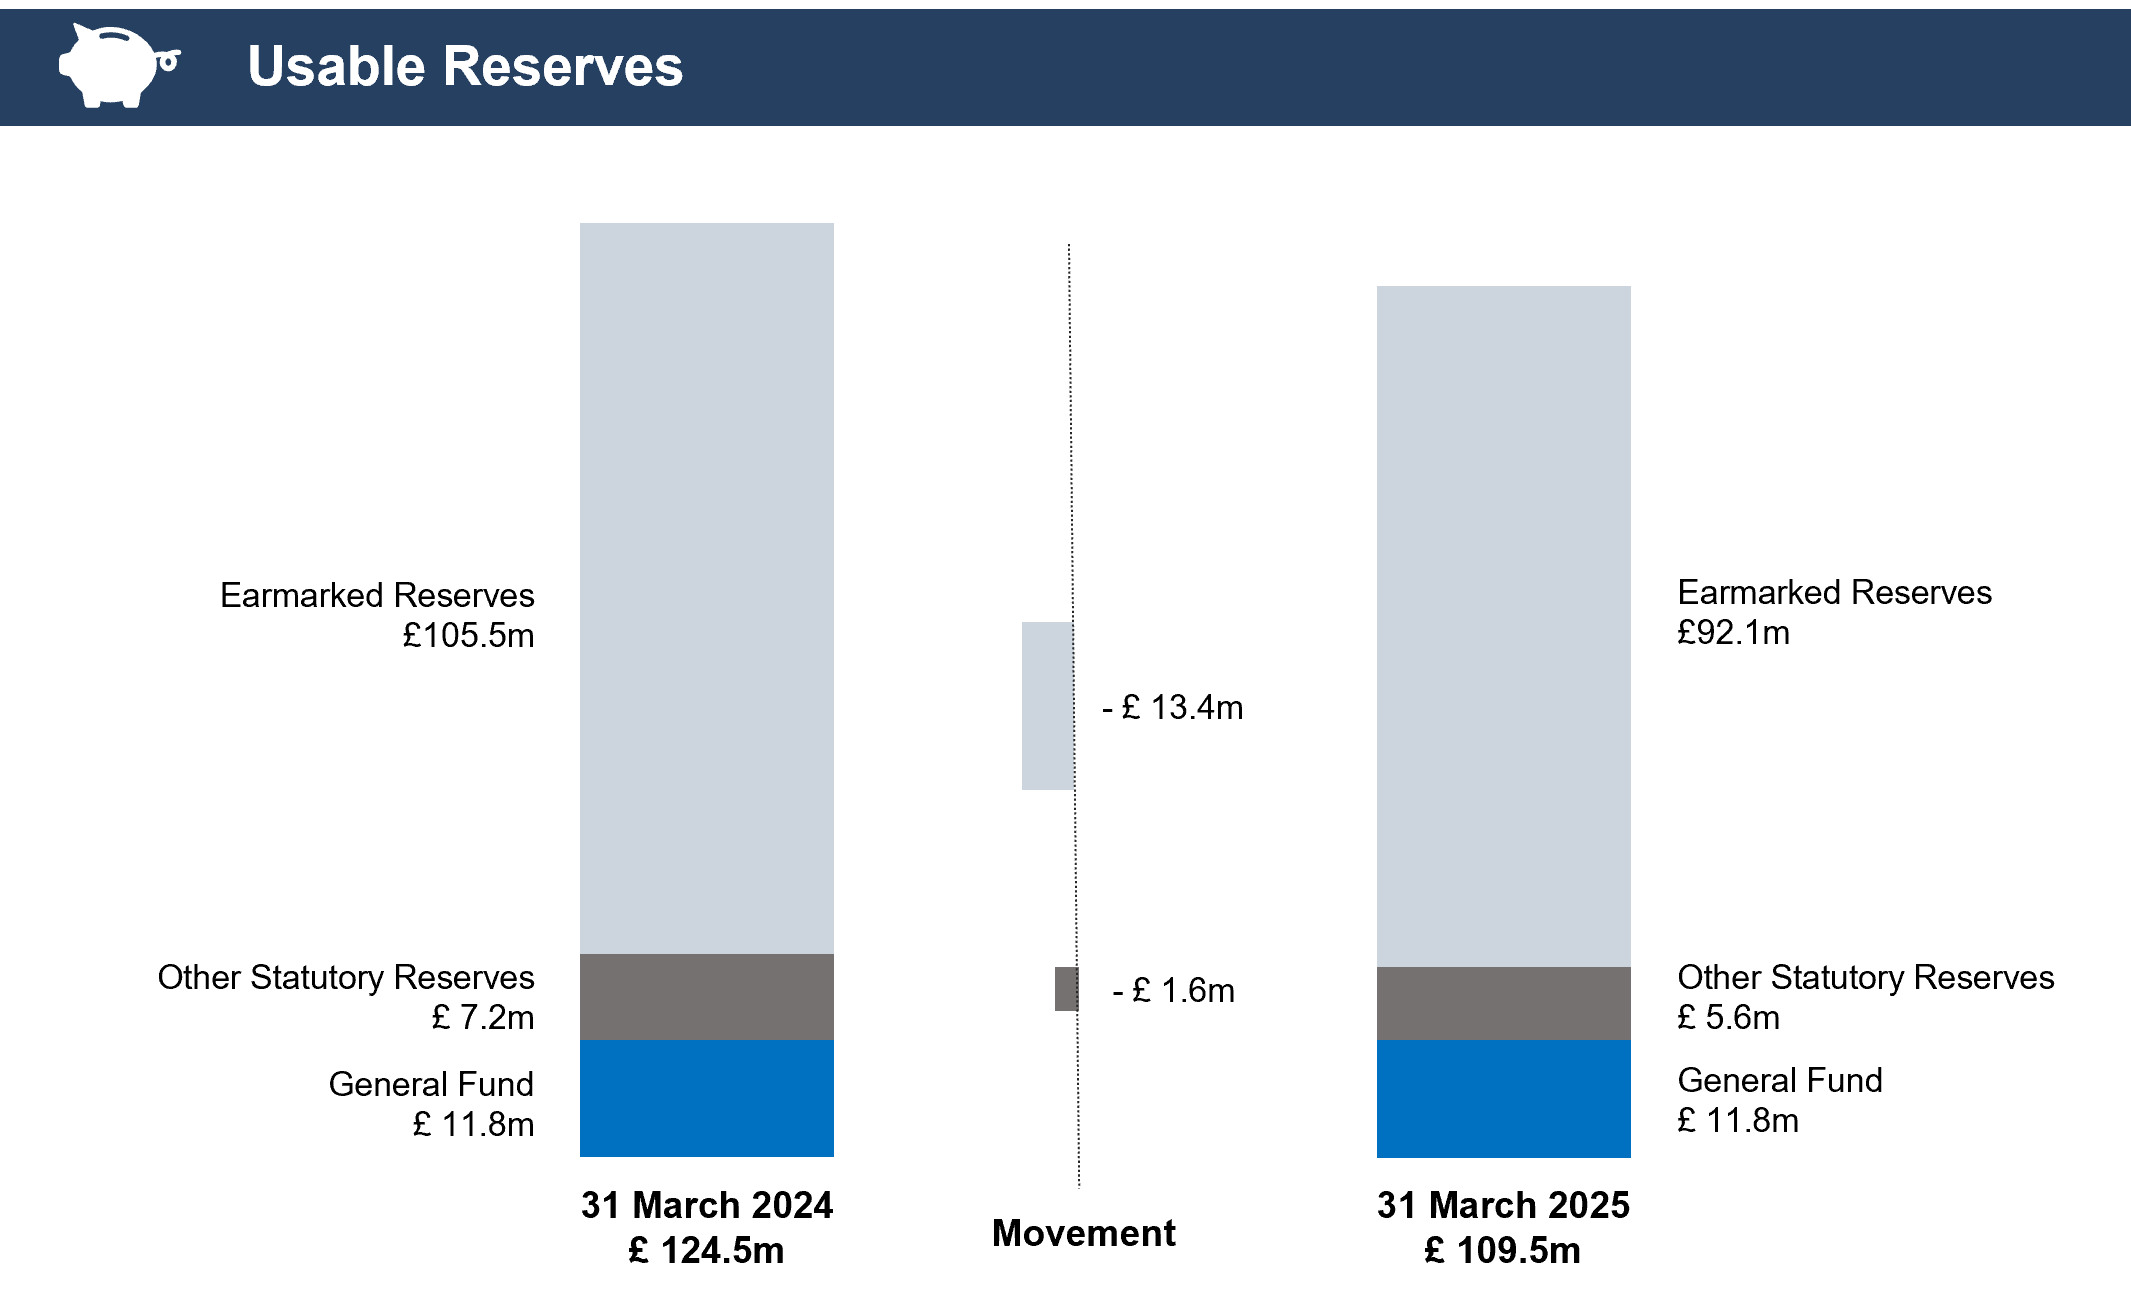 Usable Reserves
Earmarked Reserves
£105.5m
Other Statutory Reserves
£ 7.2m
General Fund
£ 11.8m
31 March 2024
£ 124.5m
- £ 13.4m
- £ 1.6m
Movement
Earmarked Reserves
£92.1m
Other Statutory Reserves
£ 5.6m
General Fund
£ 11.8m
31 March 2025
£ 109.5m